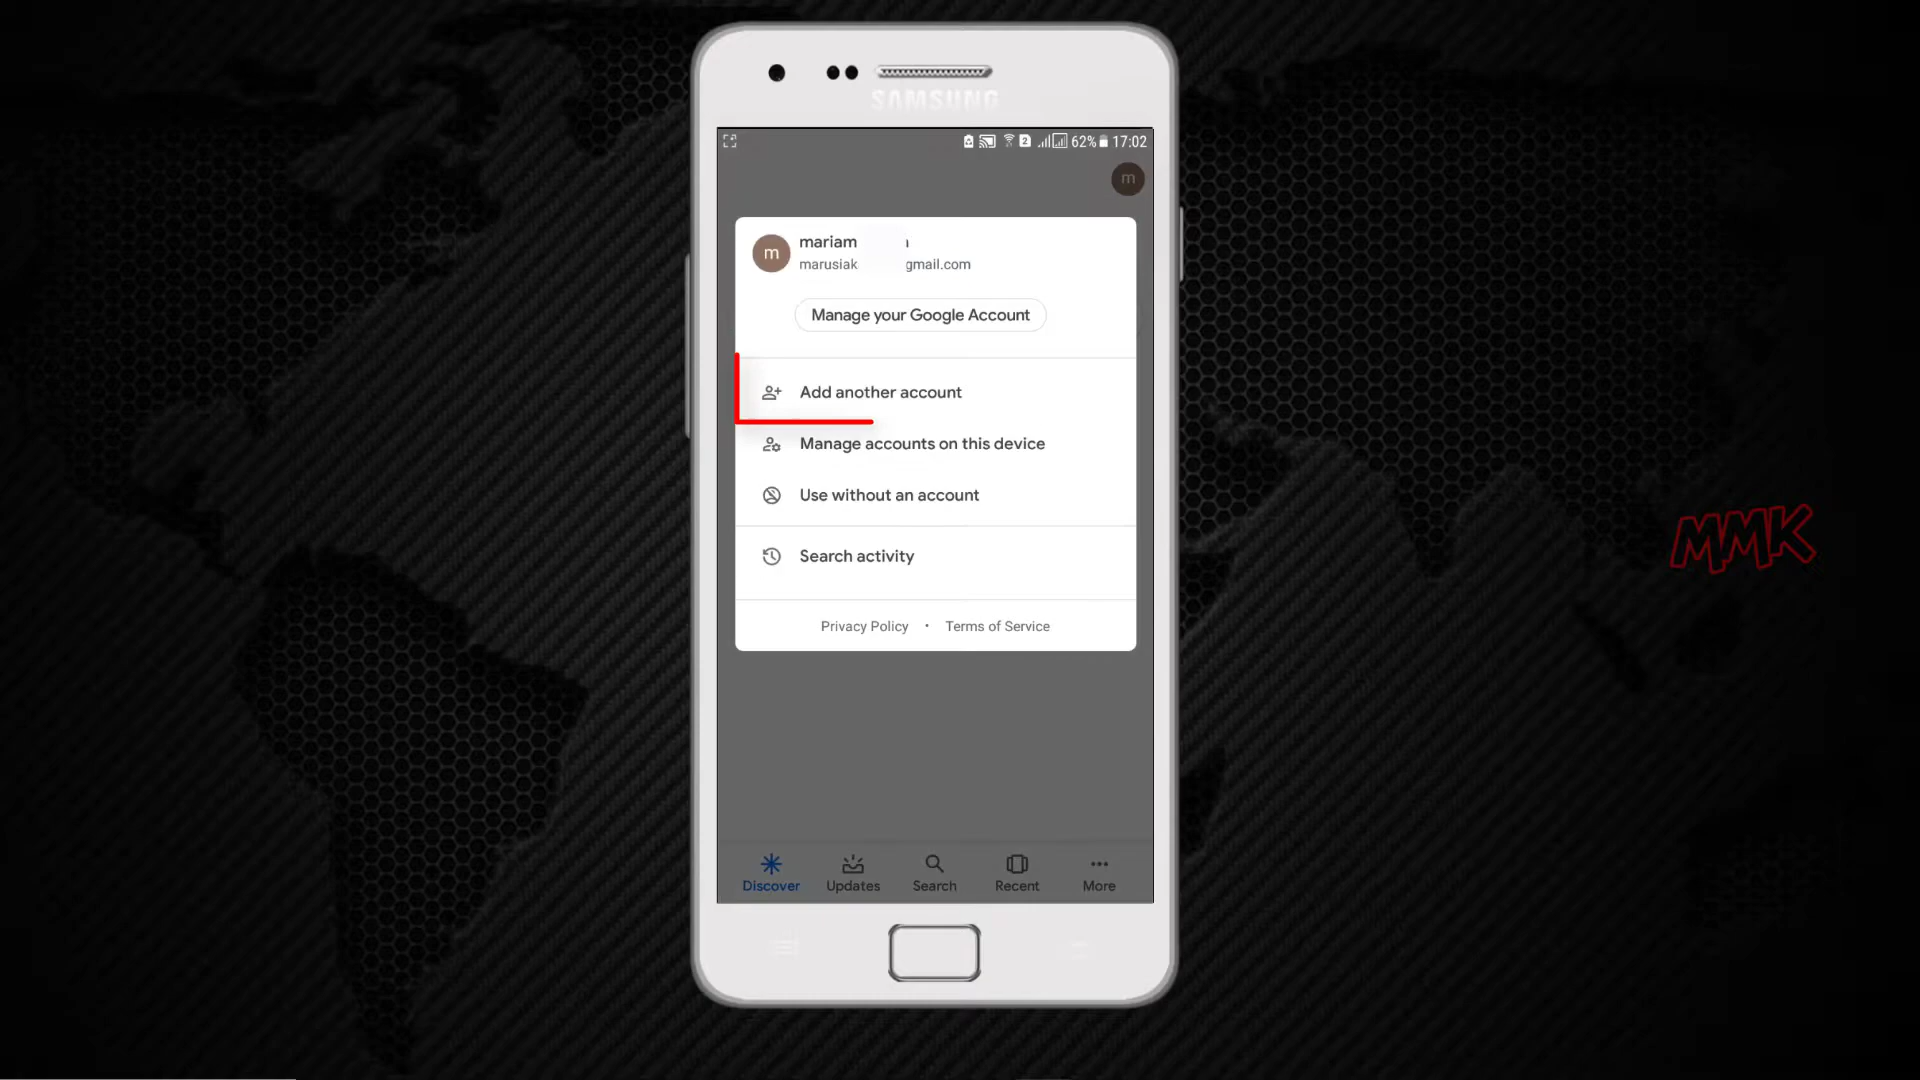 SAMSUNG
2 62% 17:02
m
mariam
m
marusiak gmail.com
Manage your Google Account
Add another account
Manage accounts on this device
Use without an account
Search activity
Privacy Policy • Terms of Service
MMK
Discover Updates Search Recent More